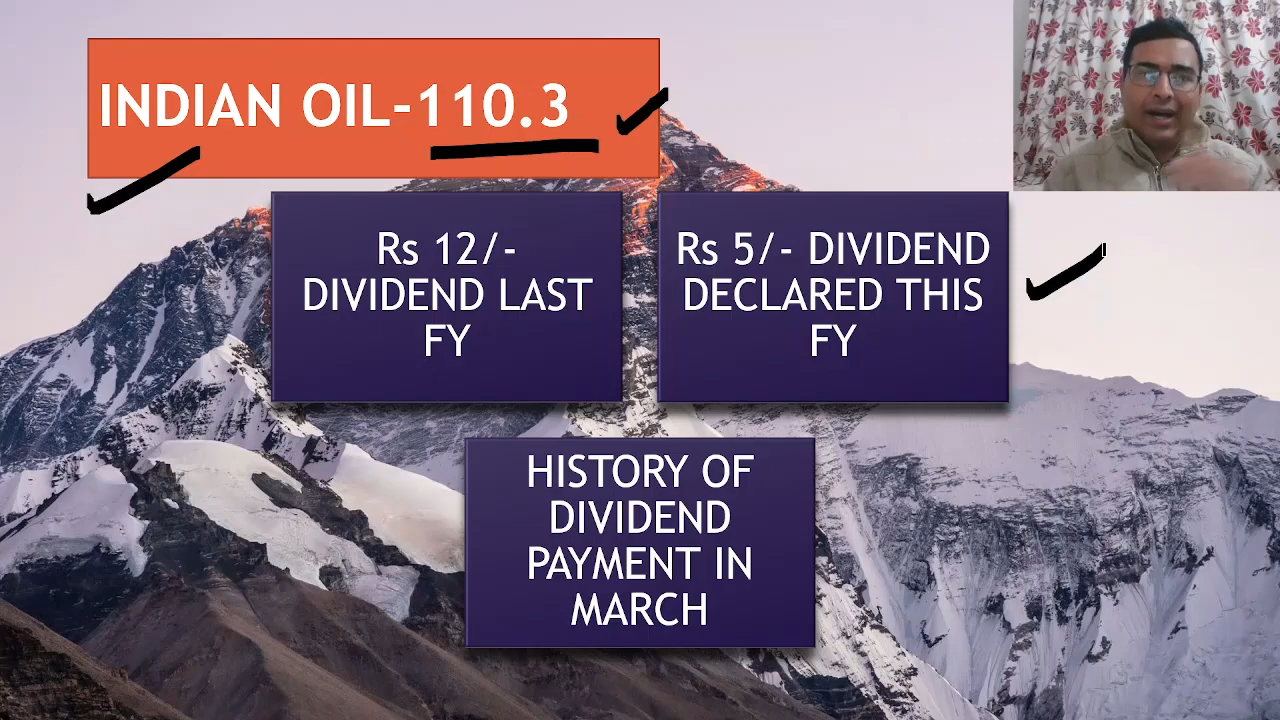 INDIAN OIL-110.3
Rs 12/-
DIVIDEND LAST
FY
Rs 5/- DIVIDEND
DECLARED THIS
FY
HISTORY OF
DIVIDEND
PAYMENT IN
MARCH